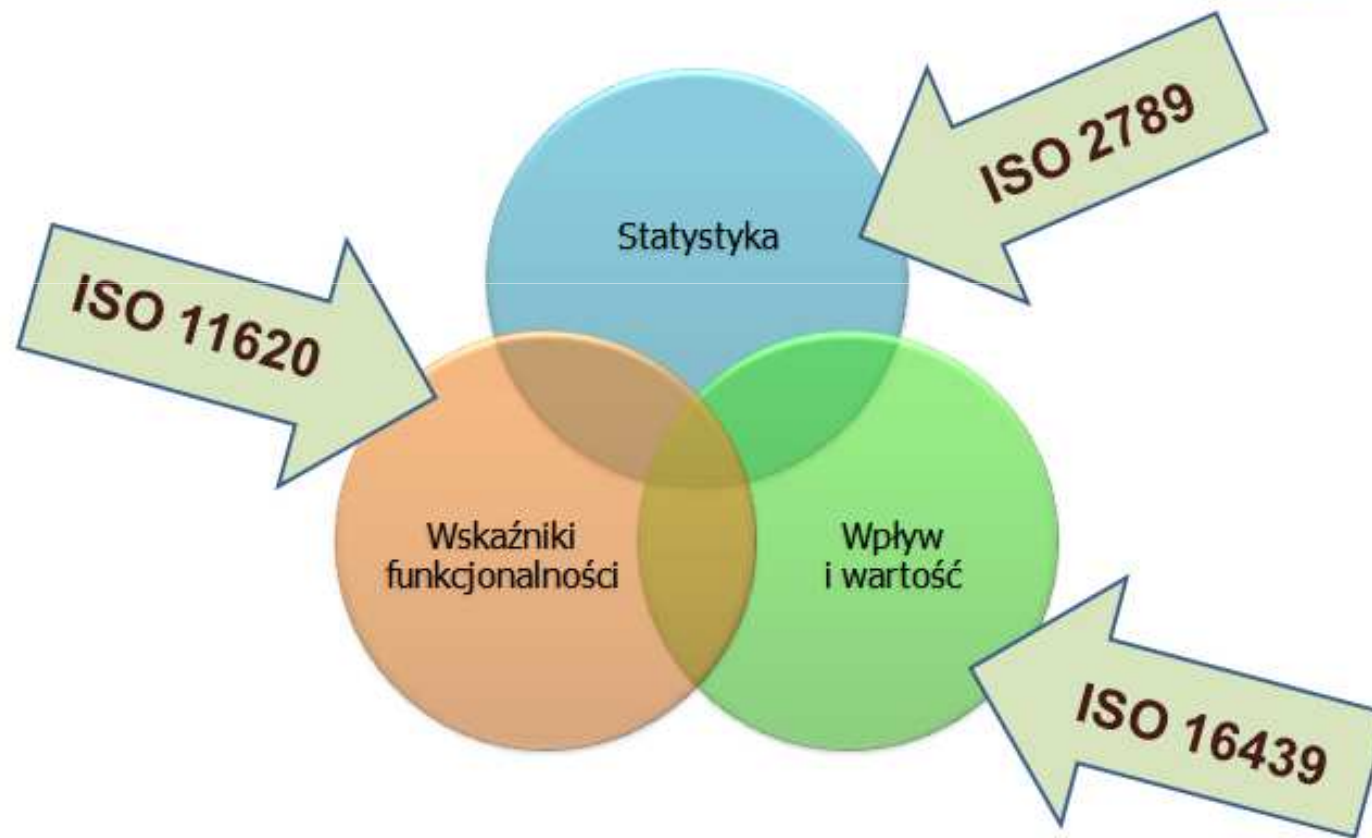 ISO 2789
Statystyka
ISO 11620
Wskaźniki
funkcjonalności
Wpływ
i wartość
ISO 16439